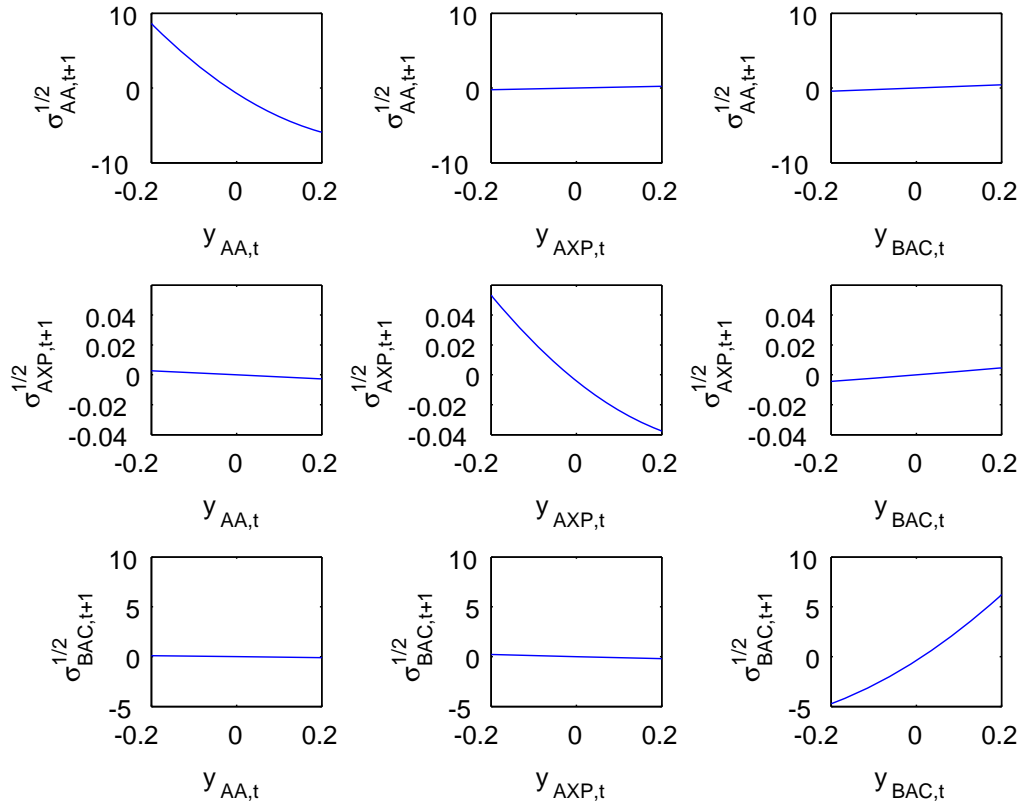 10 10 10
σ^{1/2}_{AA,t+1} 0 σ^{1/2}_{AA,t+1} 0 σ^{1/2}_{AA,t+1} 0
-10 -10 -10
-0.2 0 0.2 -0.2 0 0.2 -0.2 0 0.2
y_{AA,t} y_{AXP,t} y_{BAC,t}
0.04 0.04 0.04
0.02 0.02 0.02
σ^{1/2}_{AXP,t+1} 0 σ^{1/2}_{AXP,t+1} 0 σ^{1/2}_{AXP,t+1} 0
-0.02 -0.02 -0.02
-0.04 -0.04 -0.04
-0.2 0 0.2 -0.2 0 0.2 -0.2 0 0.2
y_{AA,t} y_{AXP,t} y_{BAC,t}
10 10 10
5 5 5
σ^{1/2}_{BAC,t+1} 0 σ^{1/2}_{BAC,t+1} 0 σ^{1/2}_{BAC,t+1} 0
-5 -5 -5
-0.2 0 0.2 -0.2 0 0.2 -0.2 0 0.2
y_{AA,t} y_{AXP,t} y_{BAC,t}